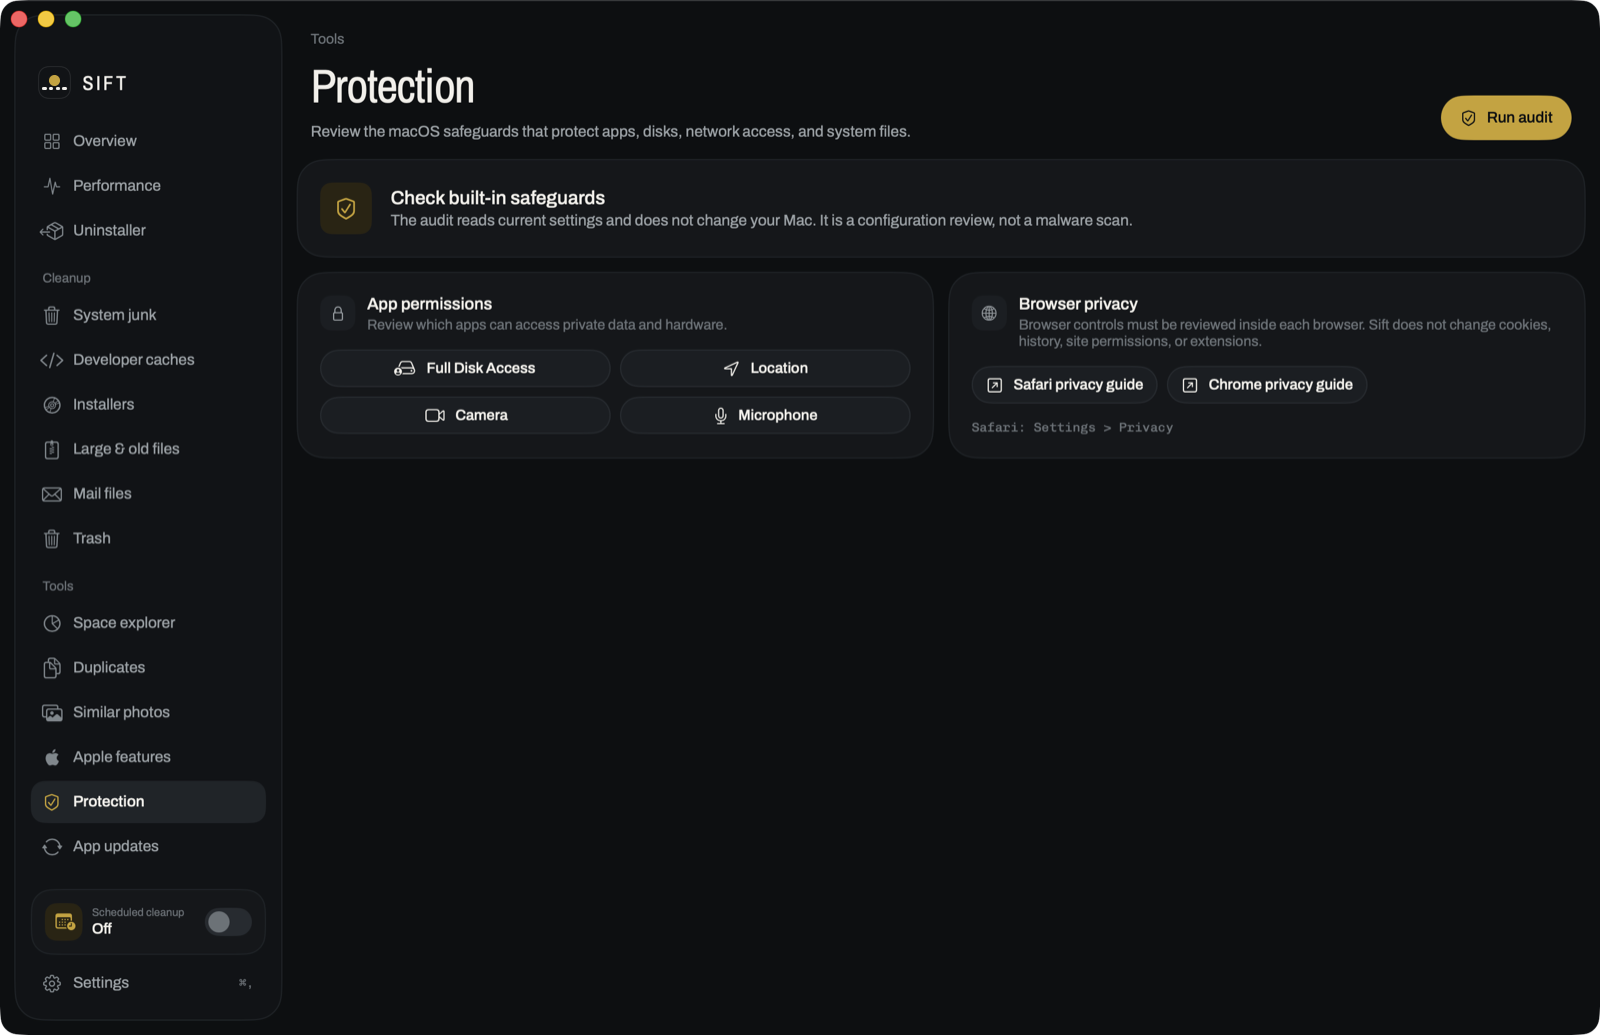 SIFT
Overview
Performance
Uninstaller
Cleanup
System junk
Developer caches
Installers
Large & old files
Mail files
Trash
Tools
Space explorer
Duplicates
Similar photos
Apple features
Protection
App updates
Scheduled cleanup
Off
Settings ⌘,
Tools
Protection
Review the macOS safeguards that protect apps, disks, network access, and system files.
Run audit
Check built-in safeguards
The audit reads current settings and does not change your Mac. It is a configuration review, not a malware scan.
App permissions
Review which apps can access private data and hardware.
Full Disk Access
Location
Camera
Microphone
Browser privacy
Browser controls must be reviewed inside each browser. Sift does not change cookies,
history, site permissions, or extensions.
Safari privacy guide
Chrome privacy guide
Safari: Settings > Privacy